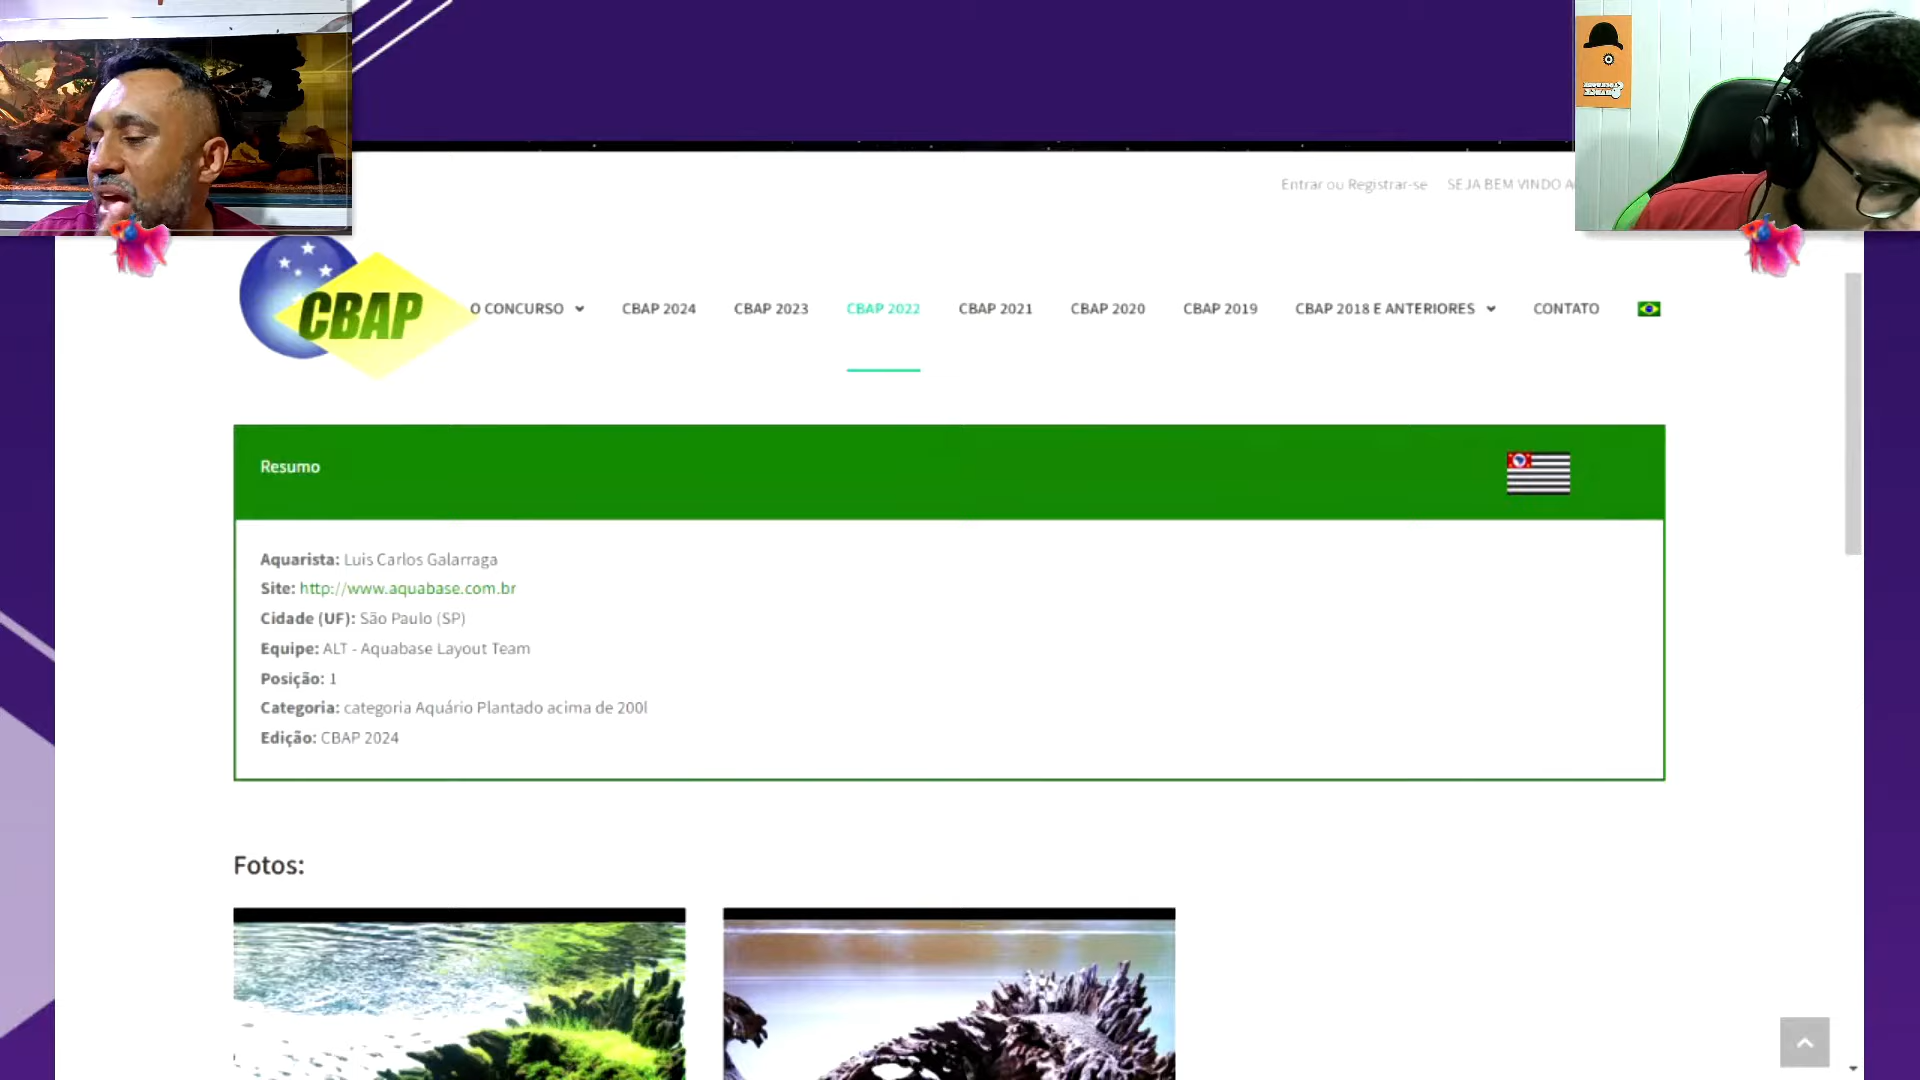 Entrar ou Registrar-se SEJA BEM VINDO
CBAP
O CONCURSO CBAP 2024 CBAP 2023 CBAP 2022 CBAP 2021 CBAP 2020 CBAP 2019 CBAP 2018 E ANTERIORES CONTATO
Resumo
Aquarista: Luis Carlos Galarraga
Site: http://www.aquabase.com.br
Cidade (UF): São Paulo (SP)
Equipe: ALT - Aquabase Layout Team
Posição: 1
Categoria: categoria Aquário Plantado acima de 200l
Edição: CBAP 2024
Fotos: